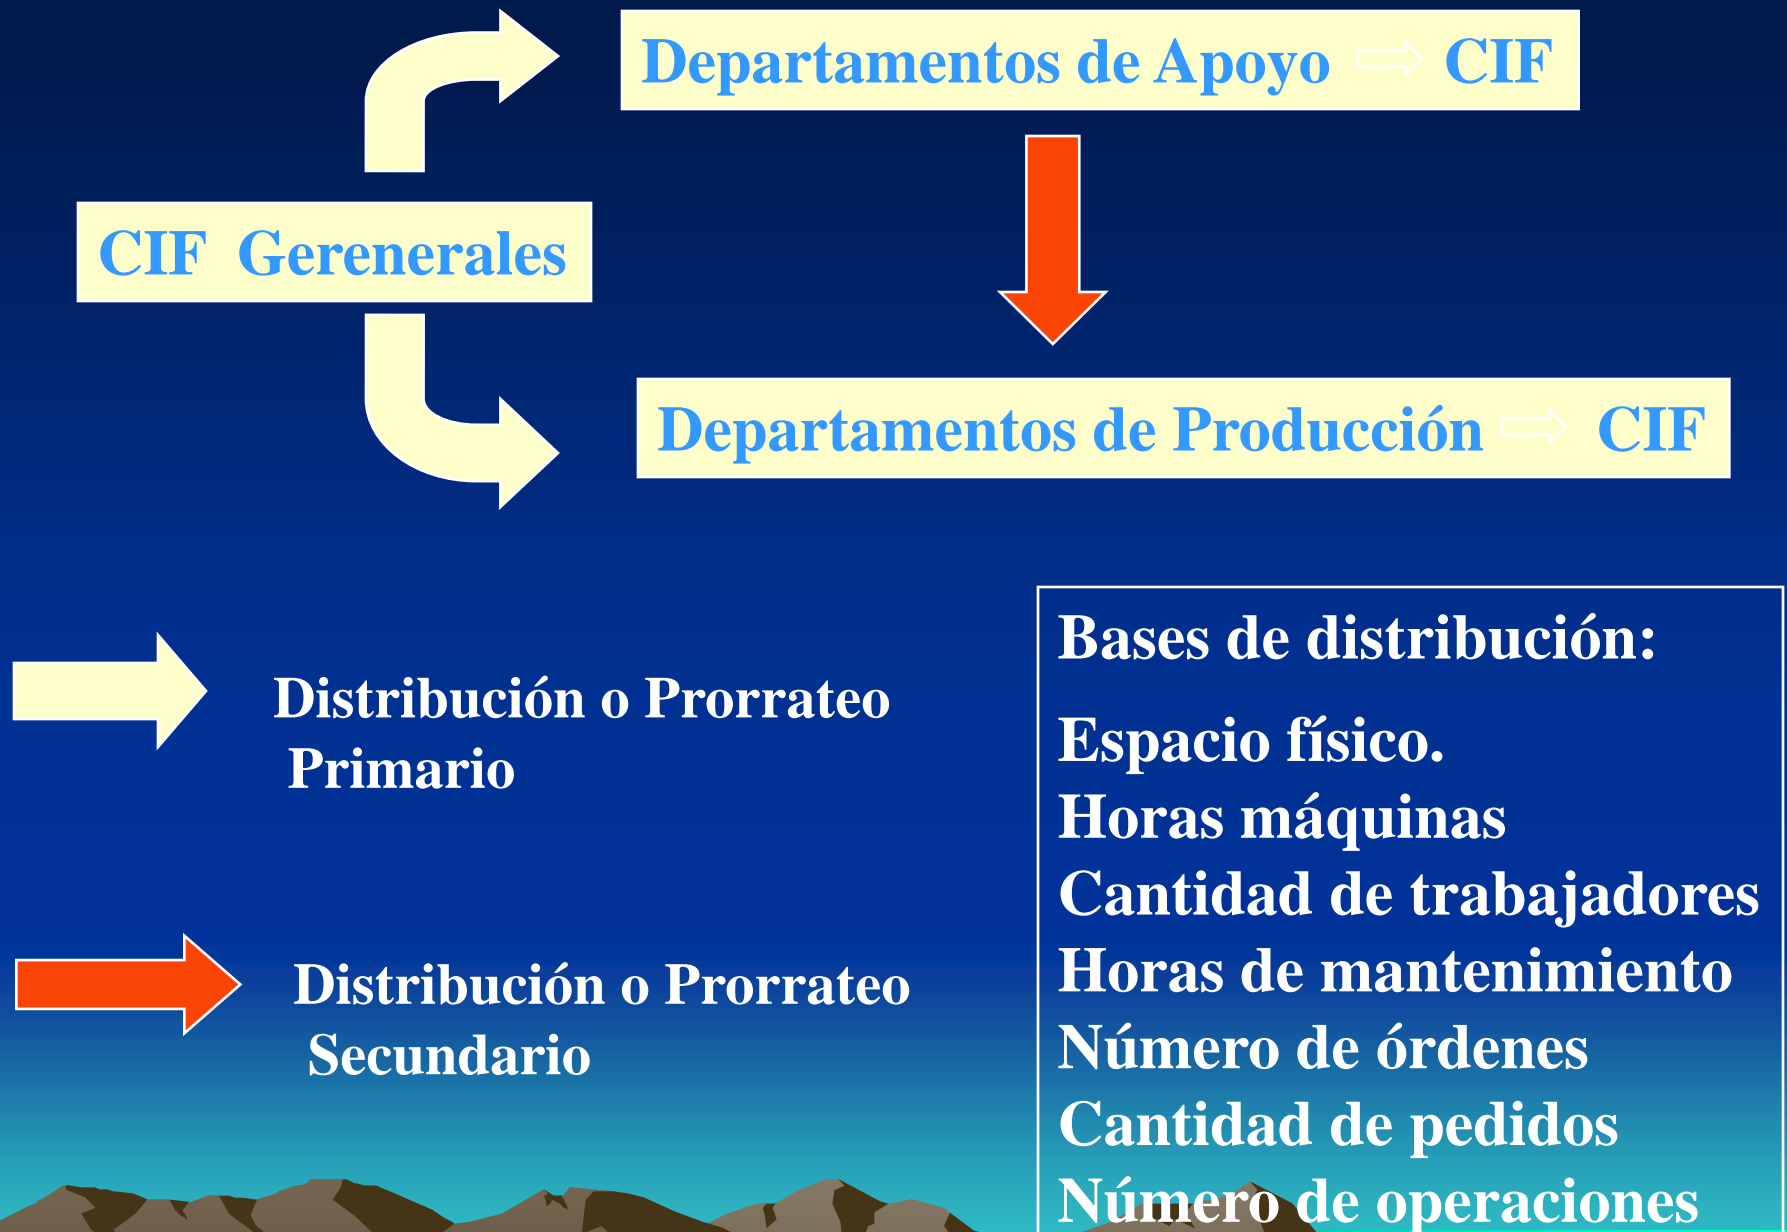 Departamentos de Apoyo ⇨ CIF
CIF Gerenerales
Departamentos de Producción ⇨ CIF
Distribución o Prorrateo
Primario
Distribución o Prorrateo
Secundario
Bases de distribución:
Espacio físico.
Horas máquinas
Cantidad de trabajadores
Horas de mantenimiento
Número de órdenes
Cantidad de pedidos
Número de operaciones